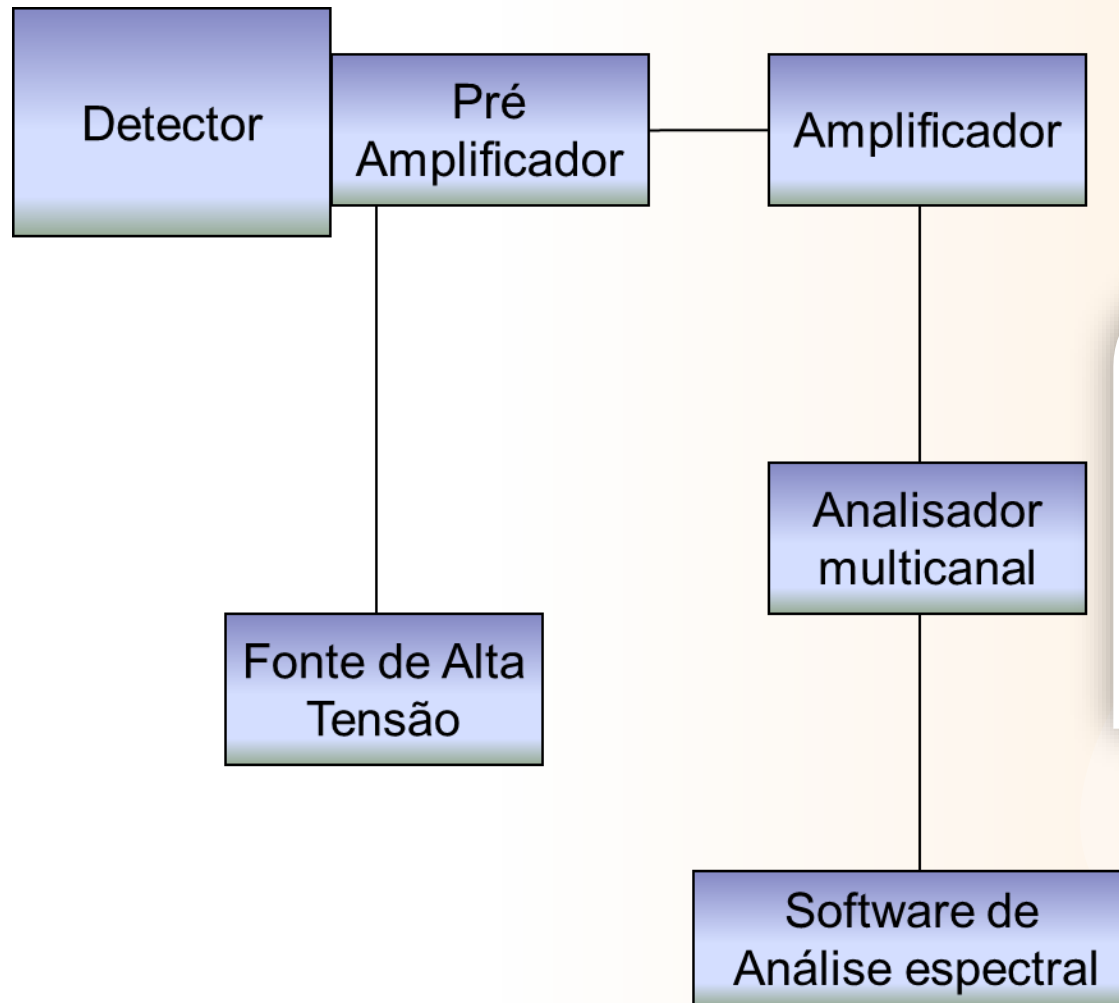 Detector
Pré
Amplificador
Amplificador
Analisador
multicanal
Fonte de Alta
Tensão
Software de
Análise espectral